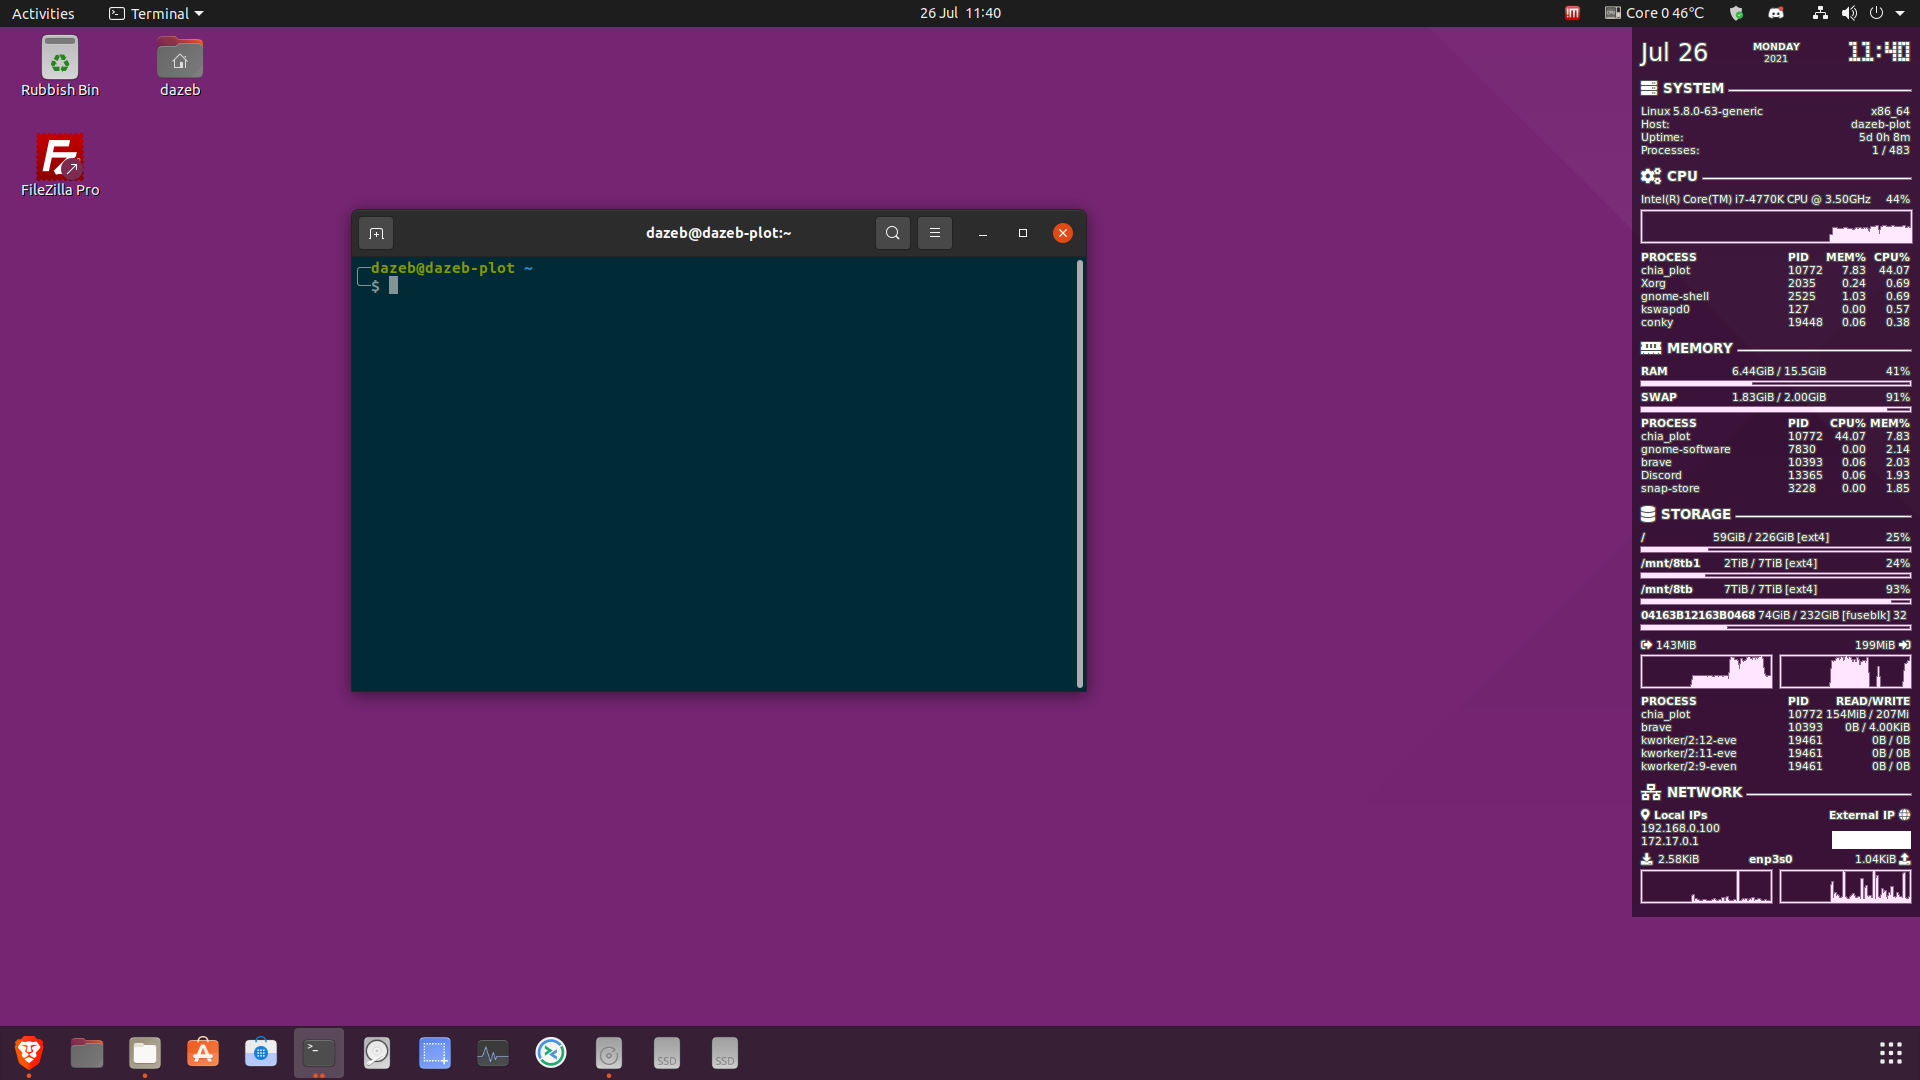 Activities
Terminal
26 Jul 11:40
Core 0 46°C
Rubbish Bin
dazeb
FileZilla Pro
dazeb@dazeb-plot:~
dazeb@dazeb-plot ~
$
Jul 26 MONDAY 2021 11:40
SYSTEM
Linux 5.8.0-63-generic x86_64
Host: dazeb-plot
Uptime: 5d 0h 8m
Processes: 1 / 483
CPU
Intel(R) Core(TM) i7-4770K CPU @ 3.50GHz 44%
PROCESS PID MEM% CPU%
chia_plot 10772 7.83 44.07
Xorg 2035 0.24 0.69
gnome-shell 2525 1.03 0.69
kswapd0 127 0.00 0.57
conky 19448 0.06 0.38
MEMORY
RAM 6.44GiB / 15.5GiB 41%
SWAP 1.83GiB / 2.00GiB 91%
PROCESS PID CPU% MEM%
chia_plot 10772 44.07 7.83
gnome-software 7830 0.00 2.14
brave 10393 0.06 2.03
Discord 13365 0.06 1.93
snap-store 3228 0.00 1.85
STORAGE
/ 59GiB / 226GiB [ext4] 25%
/mnt/8tb1 2TiB / 7TiB [ext4] 24%
/mnt/8tb 7TiB / 7TiB [ext4] 93%
04163B12163B0468 74GiB / 232GiB [fuseblk] 32
143MiB 199MiB
PROCESS PID READ/WRITE
chia_plot 10772 154MiB / 207Mi
brave 10393 0B / 4.00KiB
kworker/2:12-eve 19461 0B / 0B
kworker/2:11-eve 19461 0B / 0B
kworker/2:9-even 19461 0B / 0B
NETWORK
Local IPs External IP
192.168.0.100
172.17.0.1
2.58KiB enp3s0 1.04KiB
SSD
SSD